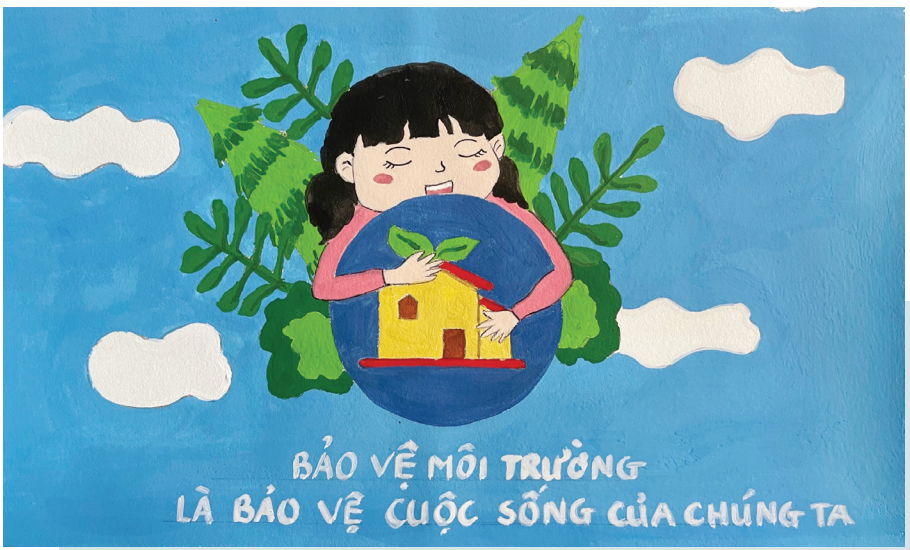 BẢO VỆ MÔI TRƯỜNG
LÀ BẢO VỆ CUỘC SỐNG CỦA CHÚNG TA